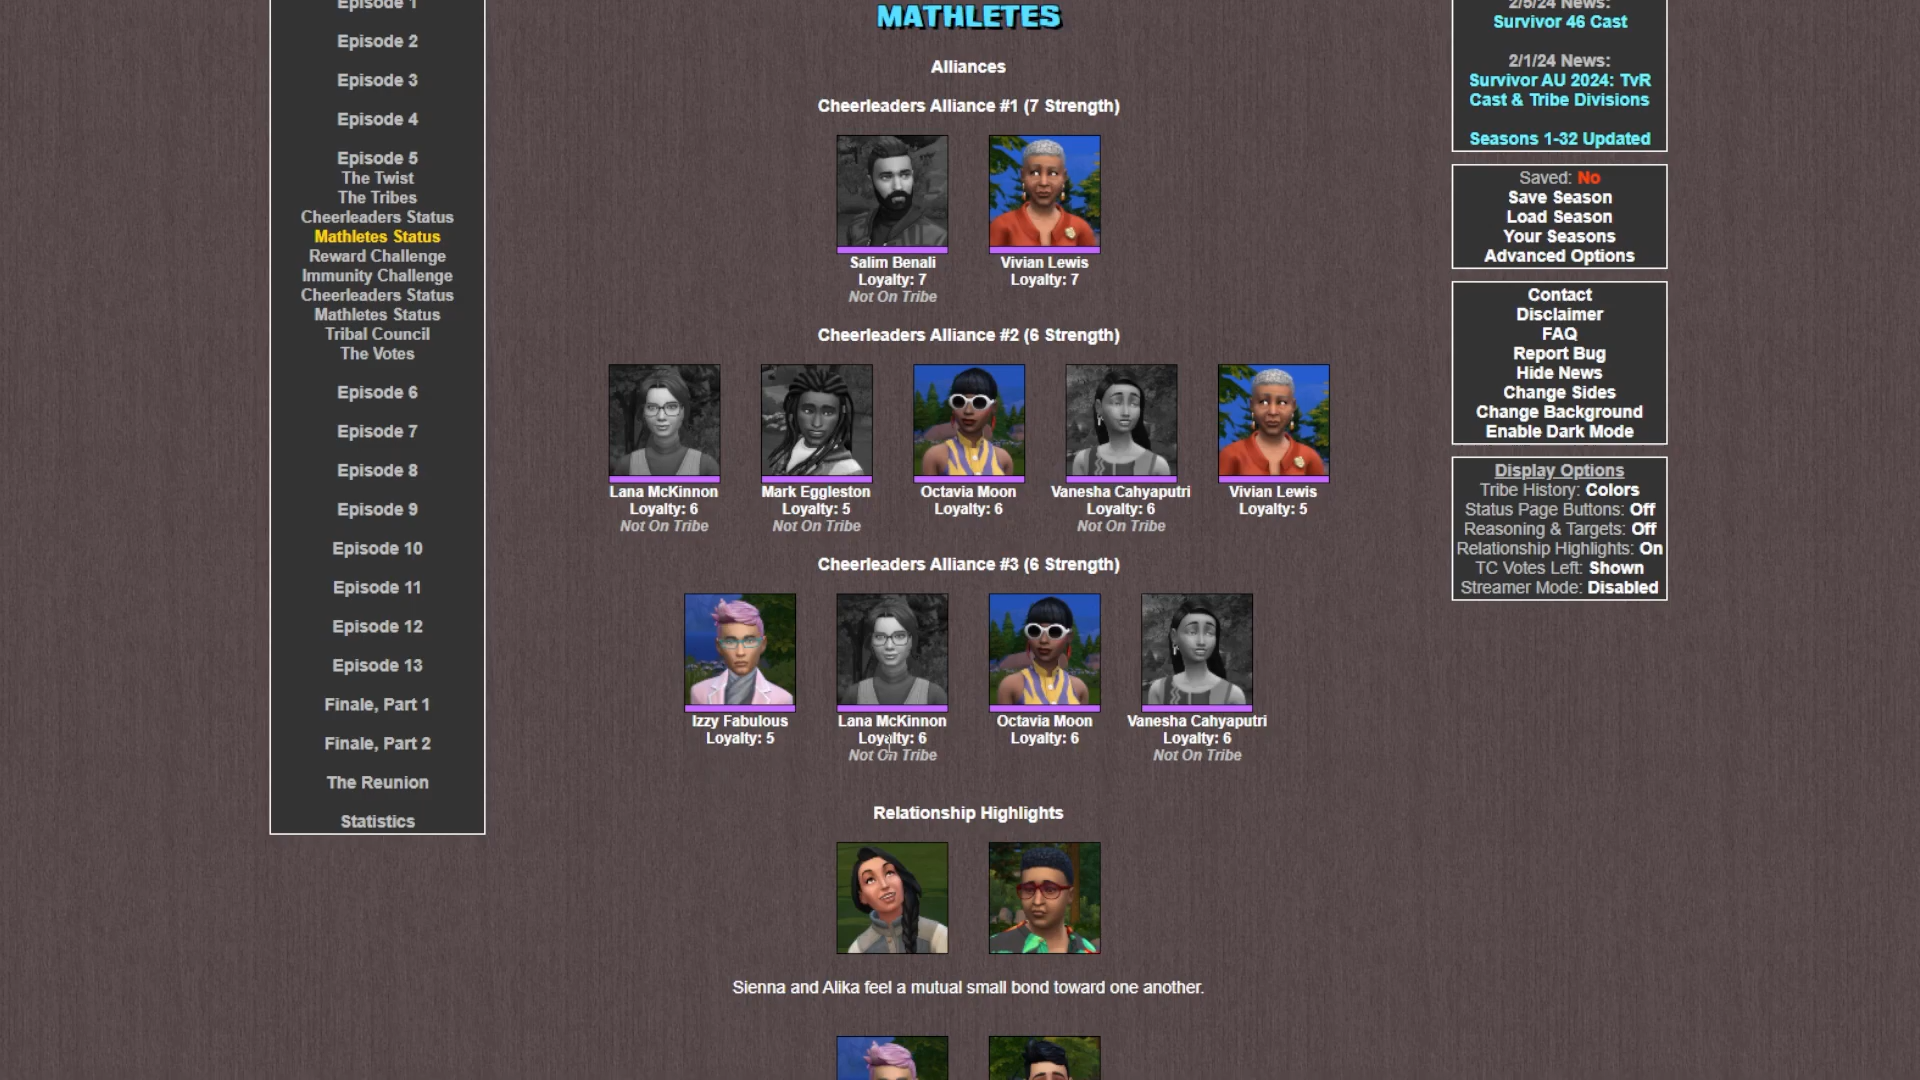 Episode 1
Episode 2
Episode 3
Episode 4
Episode 5
The Twist
The Tribes
Cheerleaders Status
Mathletes Status
Reward Challenge
Immunity Challenge
Cheerleaders Status
Mathletes Status
Tribal Council
The Votes
Episode 6
Episode 7
Episode 8
Episode 9
Episode 10
Episode 11
Episode 12
Episode 13
Finale, Part 1
Finale, Part 2
The Reunion
Statistics
MATHLETES
Alliances
Cheerleaders Alliance #1 (7 Strength)
Salim Benali
Loyalty: 7
Not On Tribe
Vivian Lewis
Loyalty: 7
Cheerleaders Alliance #2 (6 Strength)
Lana McKinnon
Loyalty: 6
Not On Tribe
Mark Eggleston
Loyalty: 5
Not On Tribe
Octavia Moon
Loyalty: 6
Vanesha Cahyaputri
Loyalty: 6
Not On Tribe
Vivian Lewis
Loyalty: 5
Cheerleaders Alliance #3 (6 Strength)
Izzy Fabulous
Loyalty: 5
Lana McKinnon
Loyalty: 6
Not On Tribe
Octavia Moon
Loyalty: 6
Vanesha Cahyaputri
Loyalty: 6
Not On Tribe
Relationship Highlights
Sienna and Alika feel a mutual small bond toward one another.
2/5/24 News:
Survivor 46 Cast
2/1/24 News:
Survivor AU 2024: TvR
Cast & Tribe Divisions
Seasons 1-32 Updated
Saved: No
Save Season
Load Season
Your Seasons
Advanced Options
Contact
Disclaimer
FAQ
Report Bug
Hide News
Change Sides
Change Background
Enable Dark Mode
Display Options
Tribe History: Colors
Status Page Buttons: Off
Reasoning & Targets: Off
Relationship Highlights: On
TC Votes Left: Shown
Streamer Mode: Disabled